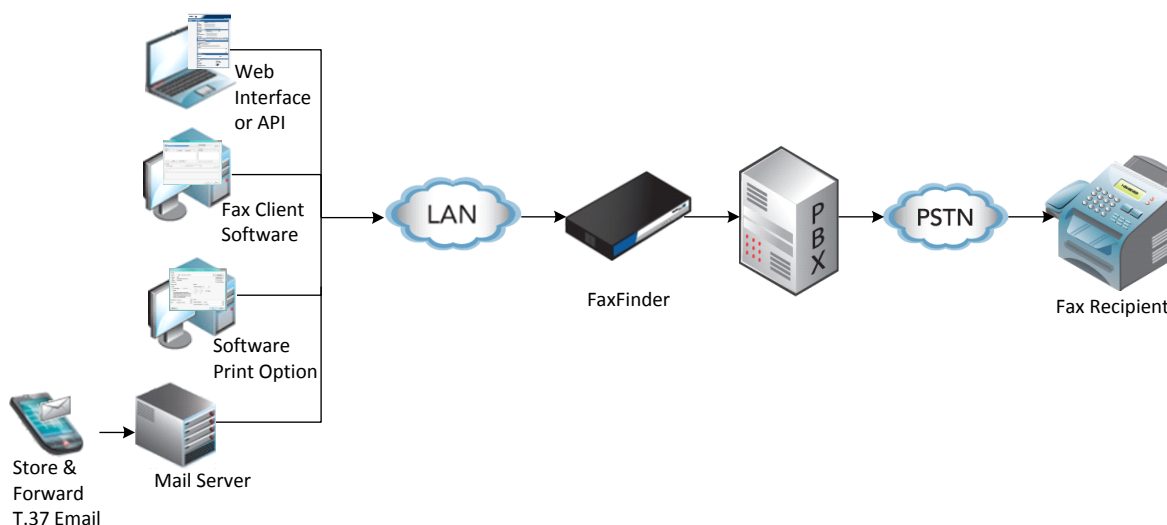 Web
Interface
or API
Fax Client
Software
Software
Print Option
Store &
Forward
T.37 Email
Mail Server
LAN
FaxFinder
PBX
PSTN
Fax Recipient